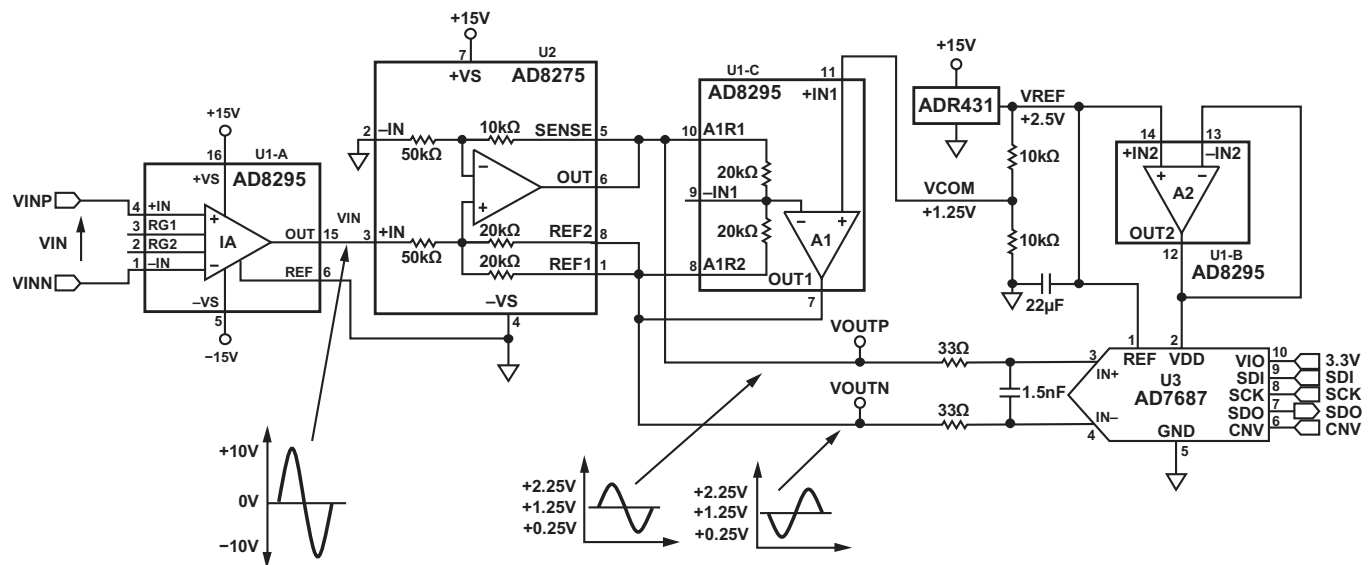 +15V
U2
7
+VS
AD8275
2
–IN
50kΩ
10kΩ
SENSE
5
OUT
6
–
+
3
+IN
50kΩ
20kΩ
REF2
8
20kΩ
REF1
1
–VS
4
+15V
16
U1-A
+VS
AD8295
VINP
4
+IN
3
RG1
2
RG2
1
–IN
VIN
VINN
+
IA
–
OUT
15
REF
6
–VS
5
–15V
VIN
U1-C
11
AD8295
+IN1
10
A1R1
20kΩ
9
–IN1
20kΩ
– +
A1
8
A1R2
OUT1
7
+15V
ADR431
VREF
+2.5V
10kΩ
VCOM
+1.25V
10kΩ
22µF
14
13
+IN2
–IN2
+ –
A2
OUT2
12
U1-B
AD8295
VOUTP
33Ω
1.5nF
VOUTN
33Ω
1
2
REF
VDD
3
IN+
U3
AD7687
IN–
4
GND
5
VIO
10
3.3V
SDI
9
SDI
SCK
8
SCK
SDO
7
SDO
CNV
6
CNV
+10V
0V
–10V
+2.25V
+1.25V
+0.25V
+2.25V
+1.25V
+0.25V